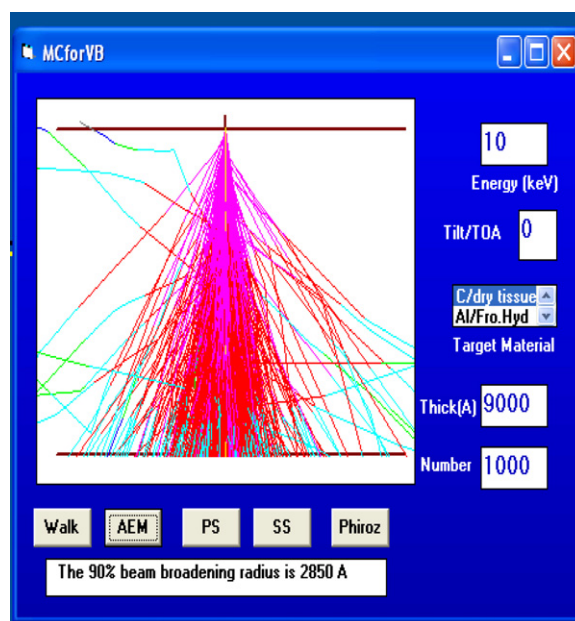 MCforVB
10
Energy (keV)
Tilt/TOA 0
C/dry tissue
Al/Fro.Hyd
Target Material
Thick(A) 9000
Number 1000
Walk AEM PS SS Phiroz
The 90% beam broadening radius is 2850 A